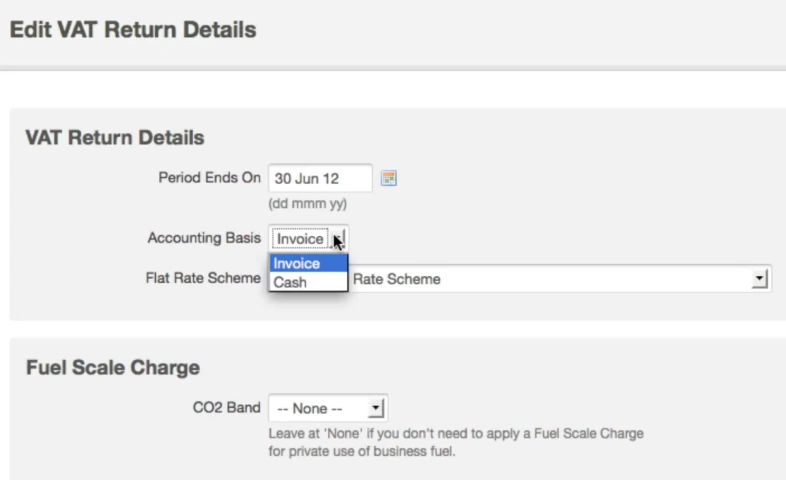 Edit VAT Return Details
VAT Return Details
Period Ends On 30 Jun 12
(dd mmm yy)
Accounting Basis Invoice
Invoice
Flat Rate Scheme Rate Scheme
Cash
Fuel Scale Charge
CO2 Band -- None --
Leave at 'None' if you don't need to apply a Fuel Scale Charge
for private use of business fuel.